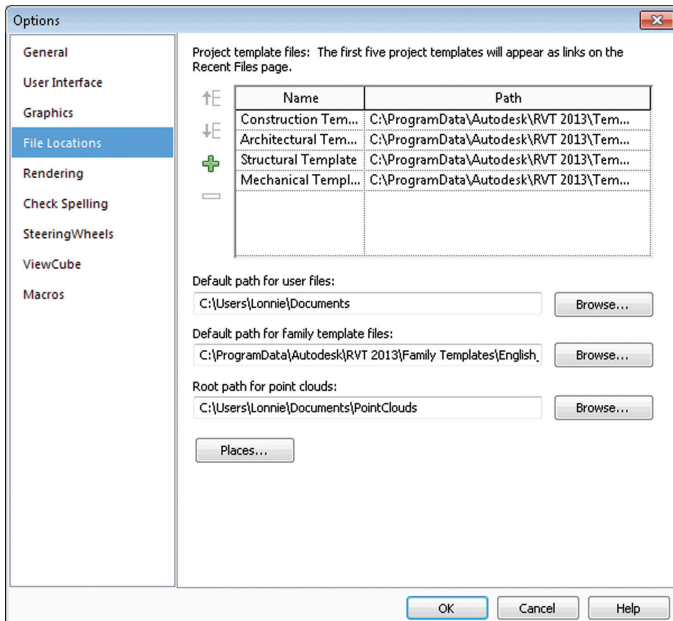 Options
General
User Interface
Graphics
File Locations
Rendering
Check Spelling
SteeringWheels
ViewCube
Macros
Project template files: The first five project templates will appear as links on the
Recent Files page.
Name Path
Construction Tem... C:\ProgramData\Autodesk\RVT 2013\Tem...
Architectural Tem... C:\ProgramData\Autodesk\RVT 2013\Tem...
Structural Template C:\ProgramData\Autodesk\RVT 2013\Tem...
Mechanical Templ... C:\ProgramData\Autodesk\RVT 2013\Tem...
Default path for user files:
C:\Users\Lonnie\Documents Browse...
Default path for family template files:
C:\ProgramData\Autodesk\RVT 2013\Family Templates\English_ Browse...
Root path for point clouds:
C:\Users\Lonnie\Documents\PointClouds Browse...
Places...
OK Cancel Help